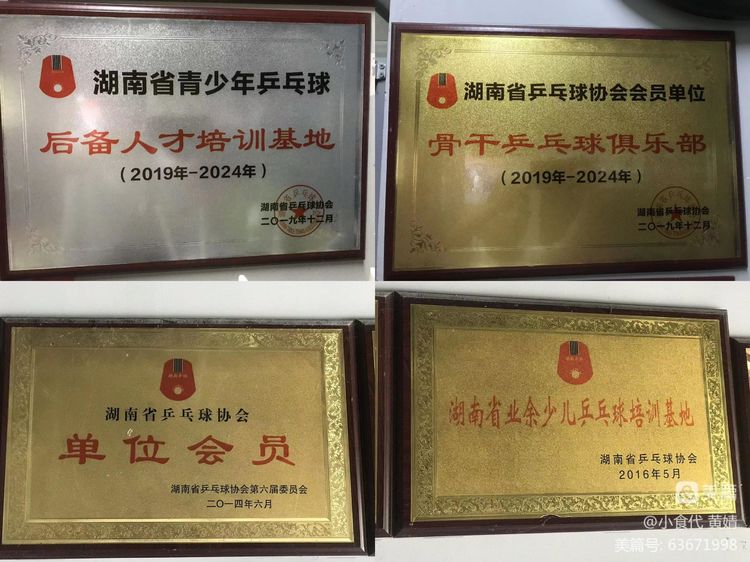 湖南省青少年乒乓球
后备人才培训基地
（2019年-2024年）
湖南省乒乓球协会
二〇一九年十二月
湖南省乒乓球协会会员单位
骨干乒乓球俱乐部
（2019年-2024年）
湖南省乒乓球协会
二〇一九年十二月
湖南省乒乓球协会
单位会员
湖南省乒乓球协会第六届委员会
二〇一四年六月
湖南省业余少儿乒乓球培训基地
湖南省乒乓球协会
2016年5月
美篇
@小食代 黄婧
美篇号: 63671998